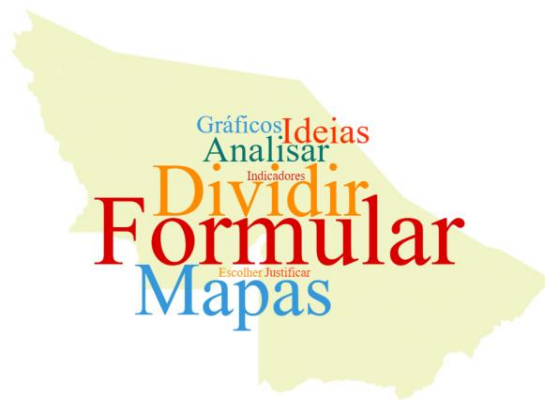 Gráficos Ideias
Analisar
Indicadores
Dividir
Formular
Escolher Justificar
Mapas